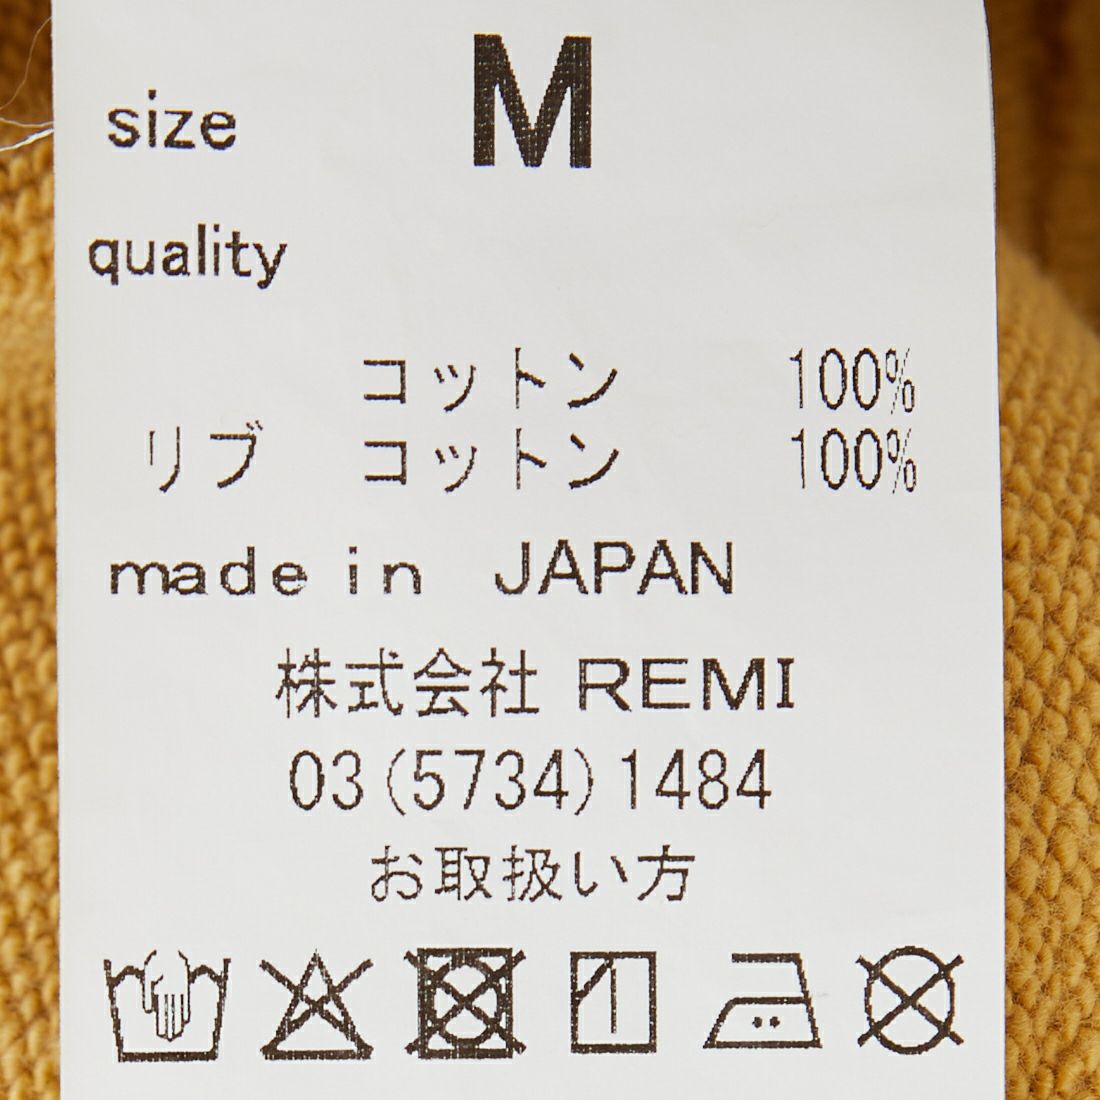 size M
quality
コットン 100%
リブ コットン 100%
made in JAPAN
株式会社 REMI
03(5734)1484
お取扱い方